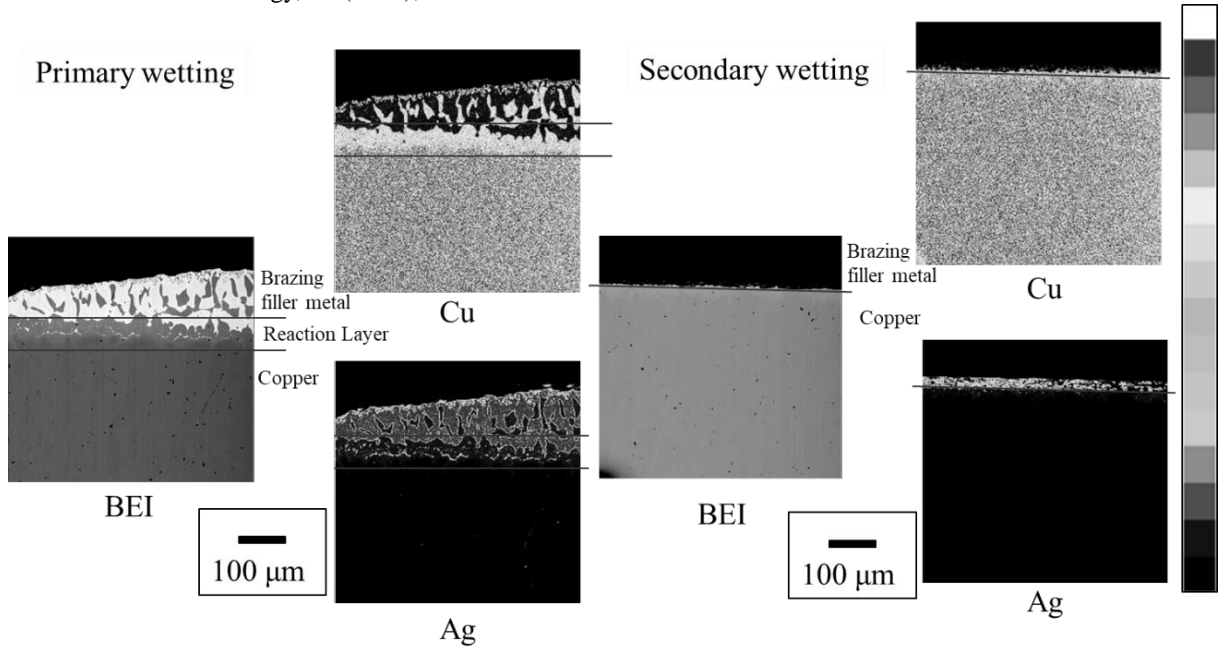 Primary wetting
Secondary wetting
Brazing
filler metal
Reaction Layer
Copper
BEI
Cu
100 μm
Ag
Brazing
filler metal
Copper
BEI
Cu
100 μm
Ag